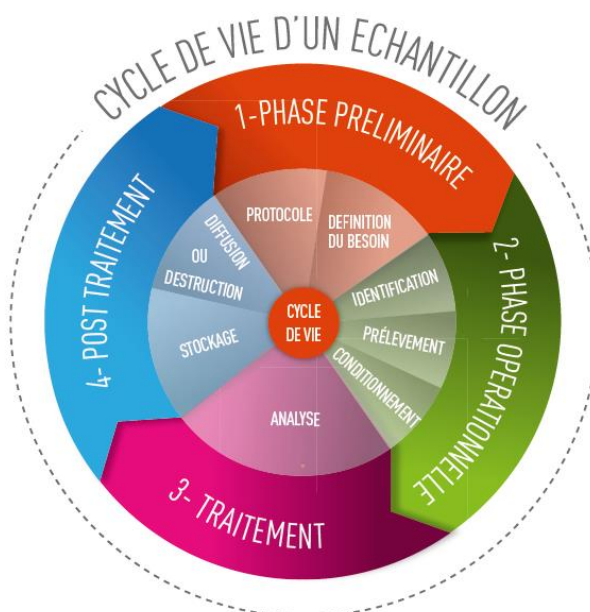 CYCLE DE VIE D'UN ECHANTILLON
1-PHASE PRELIMINAIRE
PROTOCOLE
DEFINITION
DU BESOIN
2- PHASE OPERATIONNELLE
IDENTIFICATION
PRÉLEVEMENT
CONDITIONNEMENT
3- TRAITEMENT
ANALYSE
4- POST TRAITEMENT
STOCKAGE
DIFFUSION
OU
DESTRUCTION
CYCLE
DE VIE